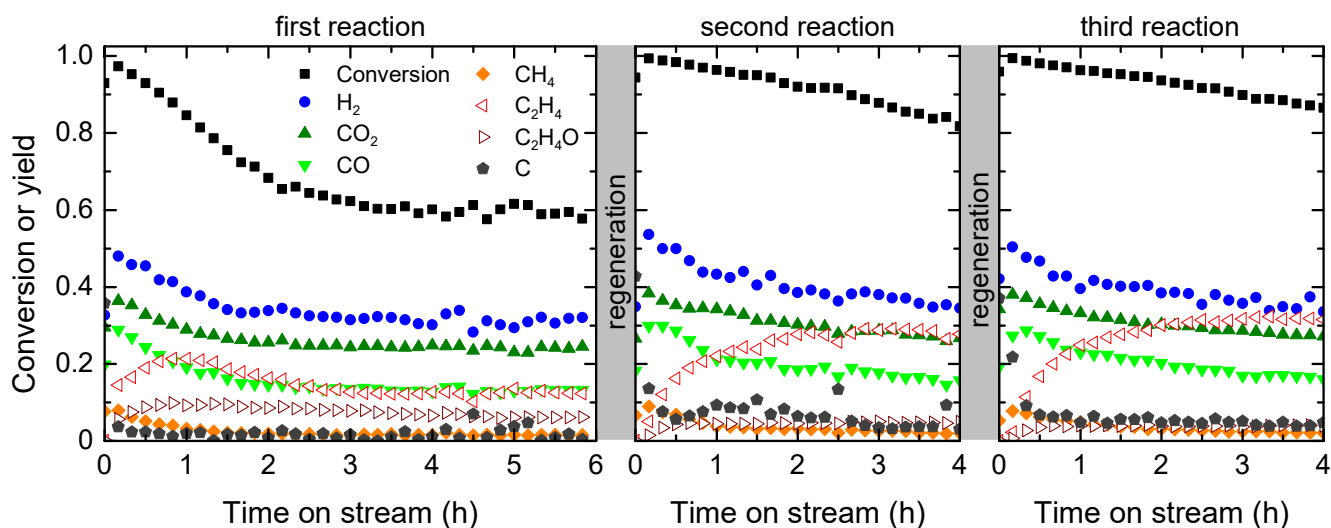 first reaction
second reaction
third reaction
Conversion or yield
1.0
0.8
0.6
0.4
0.2
0
Conversion
H₂
CO₂
CO
CH₄
C₂H₄
C₂H₄O
C
regeneration
regeneration
0 1 2 3 4 5 6
0 1 2 3 4
0 1 2 3 4
Time on stream (h)
Time on stream (h)
Time on stream (h)